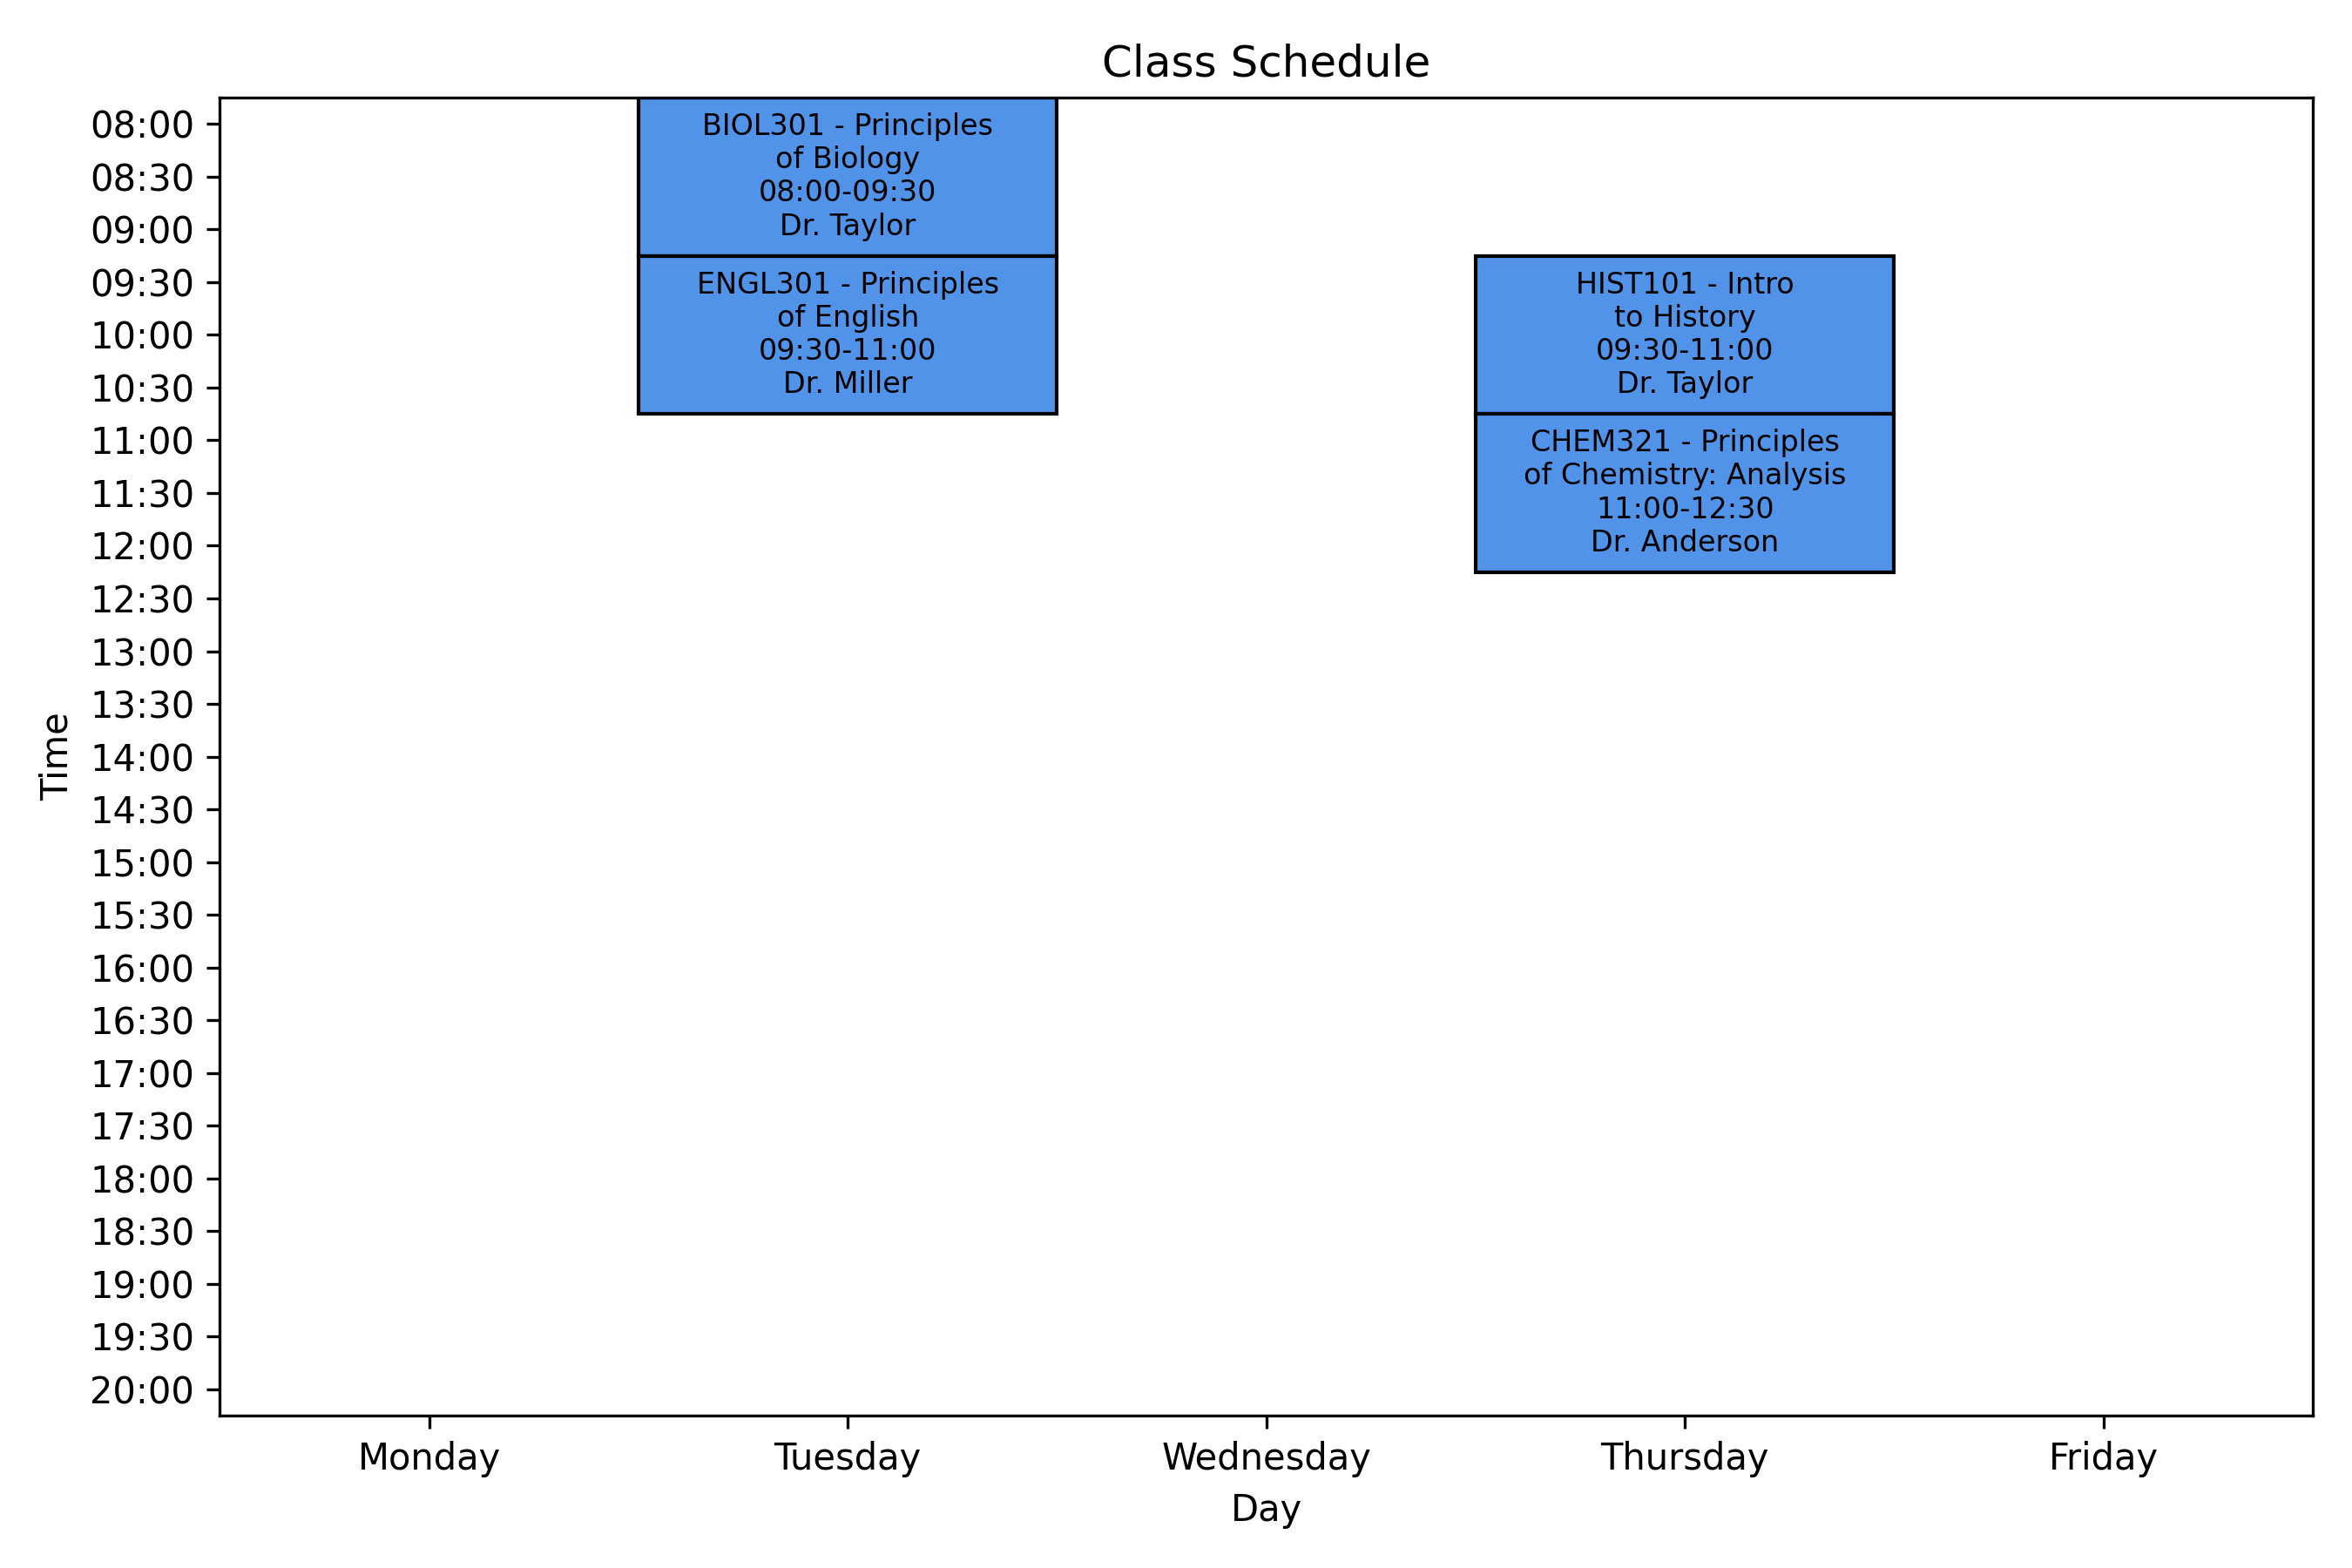 Class Schedule
Time
08:00
08:30
09:00
09:30
10:00
10:30
11:00
11:30
12:00
12:30
13:00
13:30
14:00
14:30
15:00
15:30
16:00
16:30
17:00
17:30
18:00
18:30
19:00
19:30
20:00
BIOL301 - Principles
of Biology
08:00-09:30
Dr. Taylor
ENGL301 - Principles
of English
09:30-11:00
Dr. Miller
HIST101 - Intro
to History
09:30-11:00
Dr. Taylor
CHEM321 - Principles
of Chemistry: Analysis
11:00-12:30
Dr. Anderson
Monday
Tuesday
Wednesday
Thursday
Friday
Day